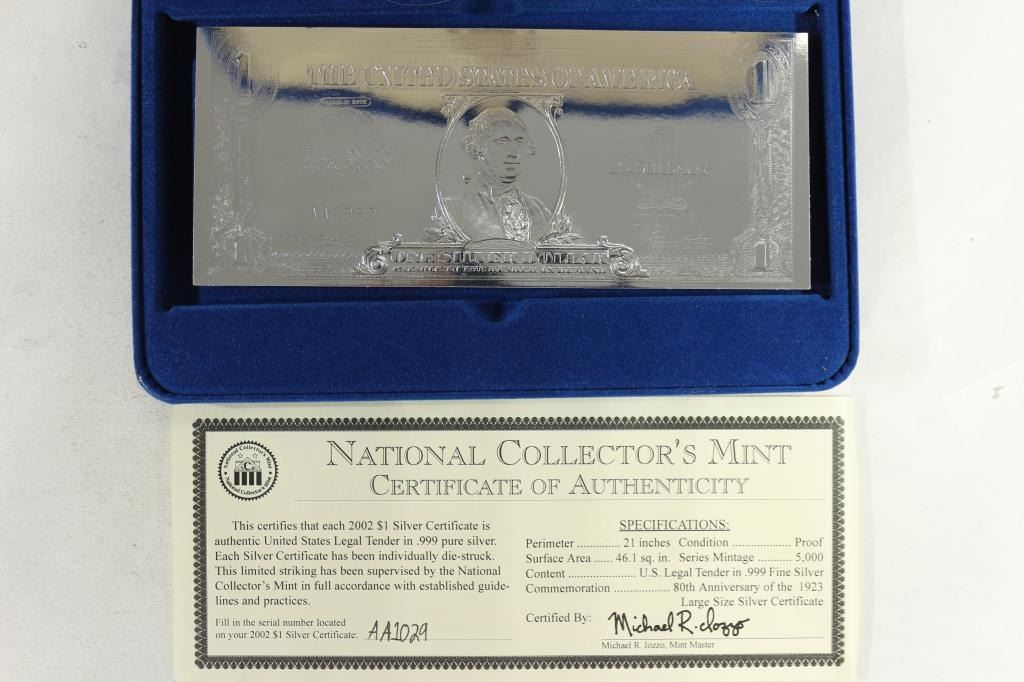 1
THE UNITED STATES OF AMERICA
1
ONE SILVER DOLLAR
1
National Collector's Mint
NATIONAL COLLECTOR'S MINT
CERTIFICATE OF AUTHENTICITY
This certifies that each 2002 $1 Silver Certificate is
authentic United States Legal Tender in .999 pure silver.
Each Silver Certificate has been individually die-struck.
This limited striking has been supervised by the National
Collector's Mint in full accordance with established guide-
lines and practices.
Fill in the serial number located
on your 2002 $1 Silver Certificate: AA1029
SPECIFICATIONS:
Perimeter ............. 21 inches Condition .................. Proof
Surface Area ...... 46.1 sq. in. Series Mintage .......... 5,000
Content ....................... U.S. Legal Tender in .999 Fine Silver
Commemoration ........... 80th Anniversary of the 1923
Large Size Silver Certificate
Certified By: Michael R. Iozzo
Michael R. Iozzo, Mint Master